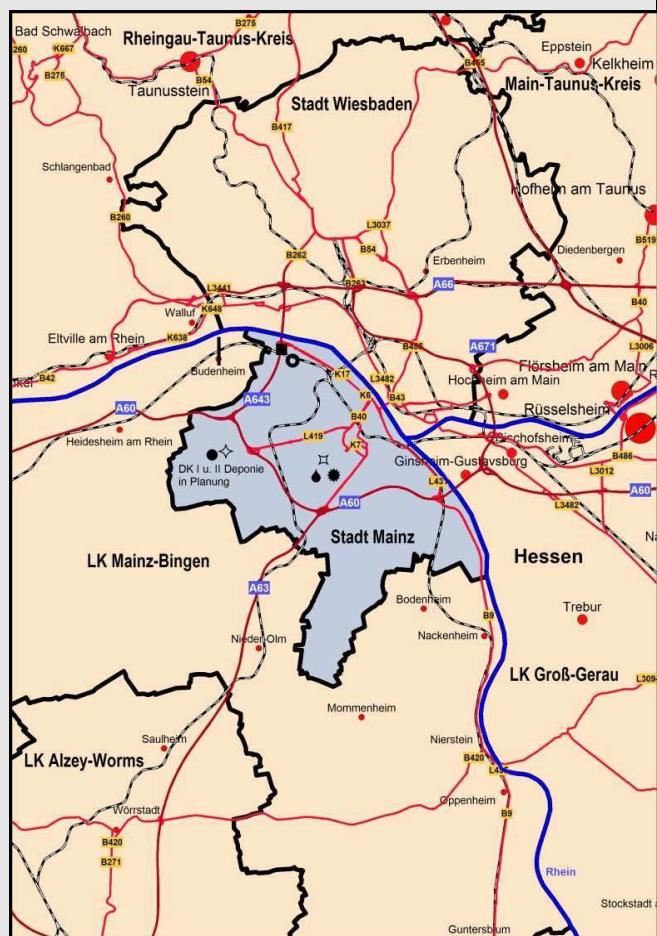 B275
Bad Schwalbach
Rheingau-Taunus-Kreis
Eppstein
B260
K667
Kelkheim
B455
B275
B54
Main-Taunus-Kreis
Taunusstein
Stadt Wiesbaden
B417
Schlangenbad
Hofheim am Taunus
B260
L3037
B519
B54
Diedenbergen
B262
Erbenheim
L3441
B263
A66
K648
B40
Walluf
Eltville am Rhein
K638
B455
A671
L3006
Flörsheim am Main
B42
Budenheim
K17
L3482
Hochheim am Main
K6
B43
A60
A643
Rüsselsheim
B40
Heidesheim am Rhein
L419
Bischofsheim
K7
B486
DK I u. II Deponie
in Planung
Ginsheim-Gustavsburg
L3012
A60
A60
L3482
Stadt Mainz
Hessen
LK Mainz-Bingen
A63
Bodenheim
B9
Trebur
Nackenheim
Nieder-Olm
LK Groß-Gerau
L3094
Mommenheim
Saulheim
Nierstein
LK Alzey-Worms
B420
Oppenheim
Wörrstadt
B9
B420
B271
Rhein
Stockstadt
Guntersblum